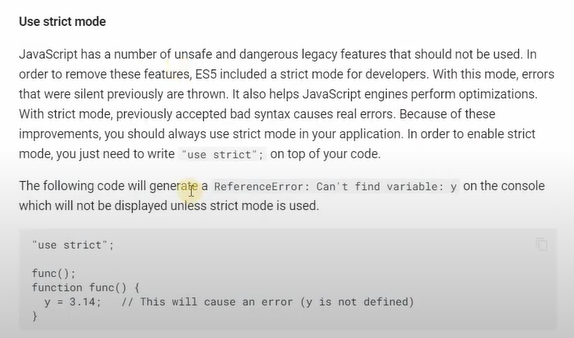 Use strict mode
JavaScript has a number of unsafe and dangerous legacy features that should not be used. In
order to remove these features, ES5 included a strict mode for developers. With this mode, errors
that were silent previously are thrown. It also helps JavaScript engines perform optimizations.
With strict mode, previously accepted bad syntax causes real errors. Because of these
improvements, you should always use strict mode in your application. In order to enable strict
mode, you just need to write "use strict"; on top of your code.
The following code will generate a ReferenceError: Can't find variable: y on the console
which will not be displayed unless strict mode is used.
"use strict";
func();
function func() {
  y = 3.14;   // This will cause an error (y is not defined)
}